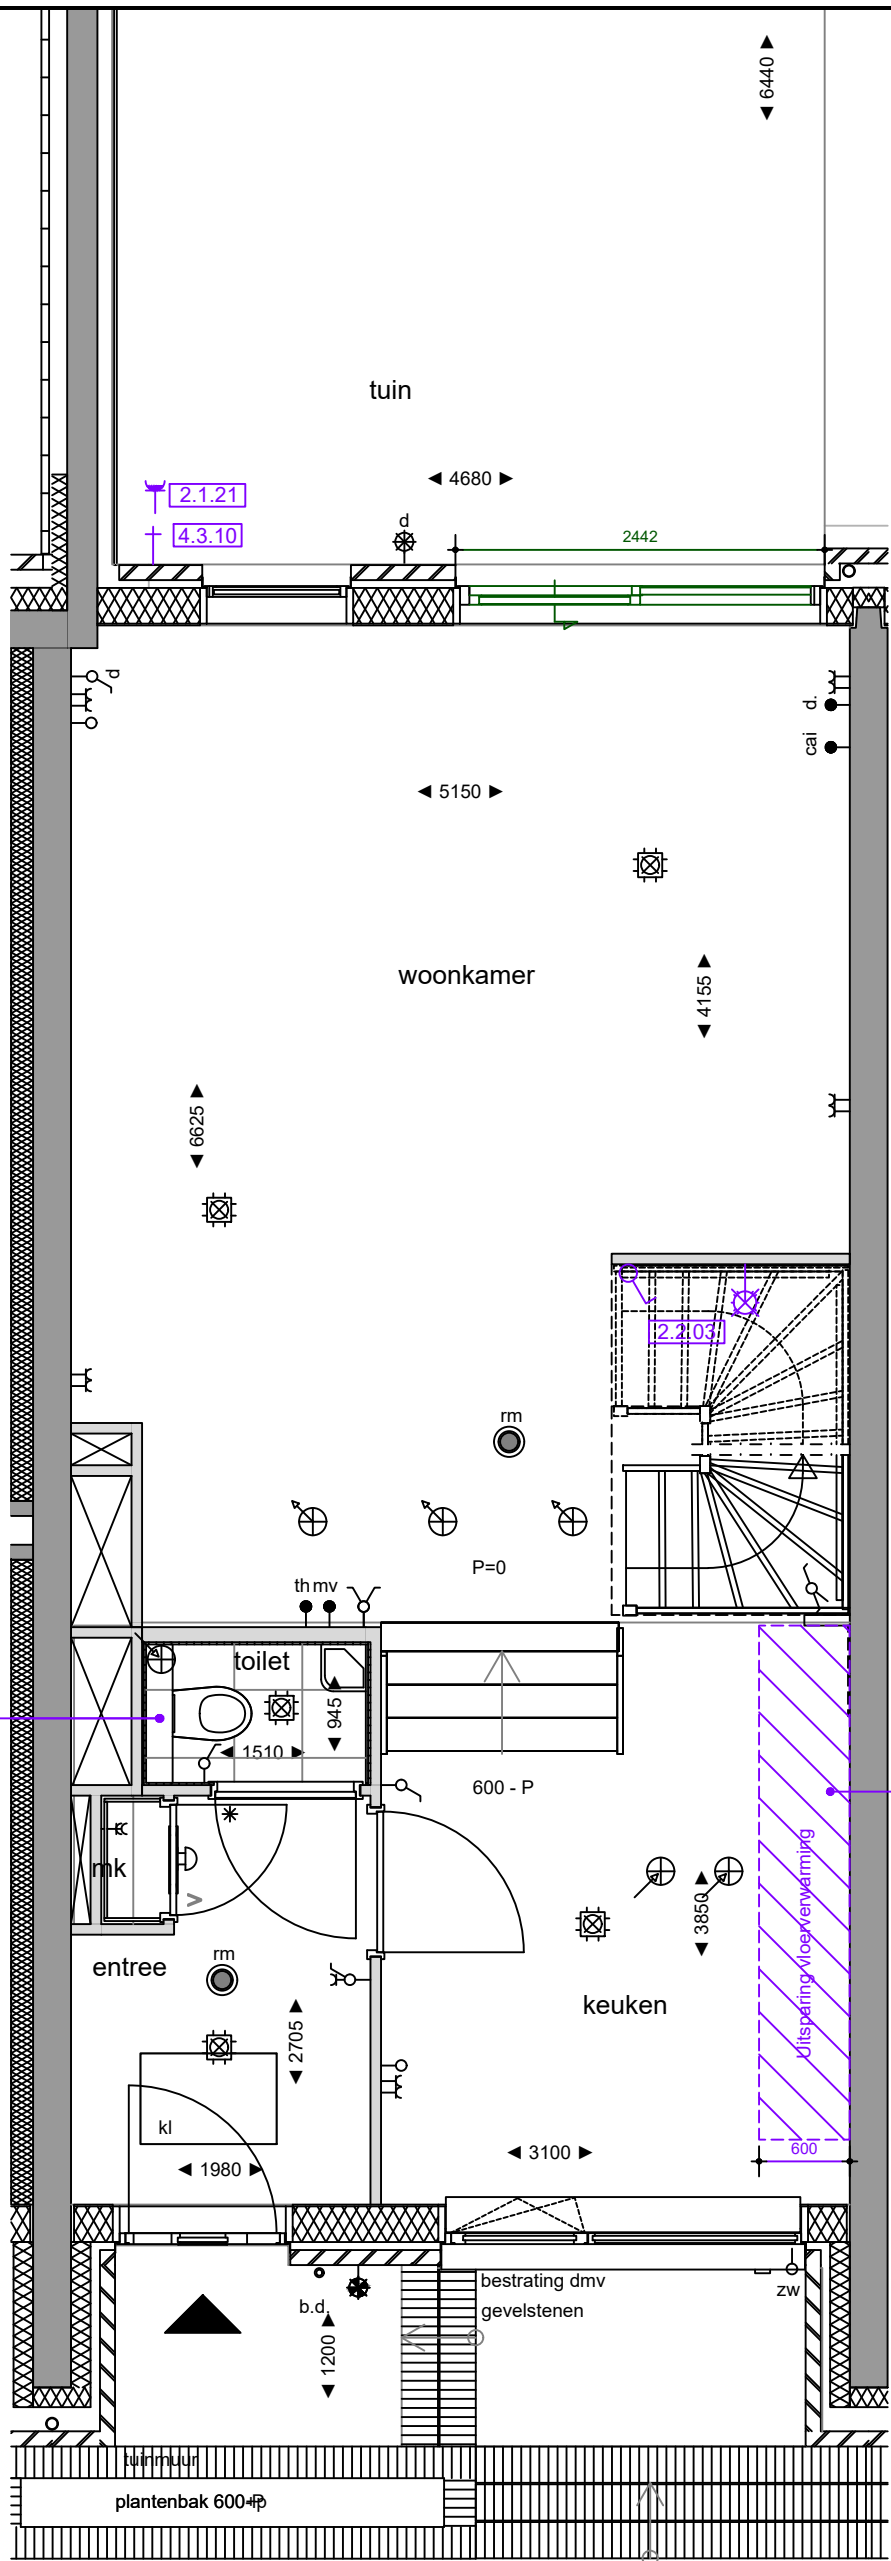 6440
tuin
4680
2.1.21
4.3.10
d
2442
d
d.
cai
5150
woonkamer
4155
6625
2.2.03
rm
P=0
th mv
toilet
945
1510
600 - P
mk
3850
Uitsparing vloerverwarming
entree
rm
keuken
2705
kl
3100
600
1980
bestrating dmv
gevelstenen
zw
b.d.
1200
tuinmuur
plantenbak 600+p